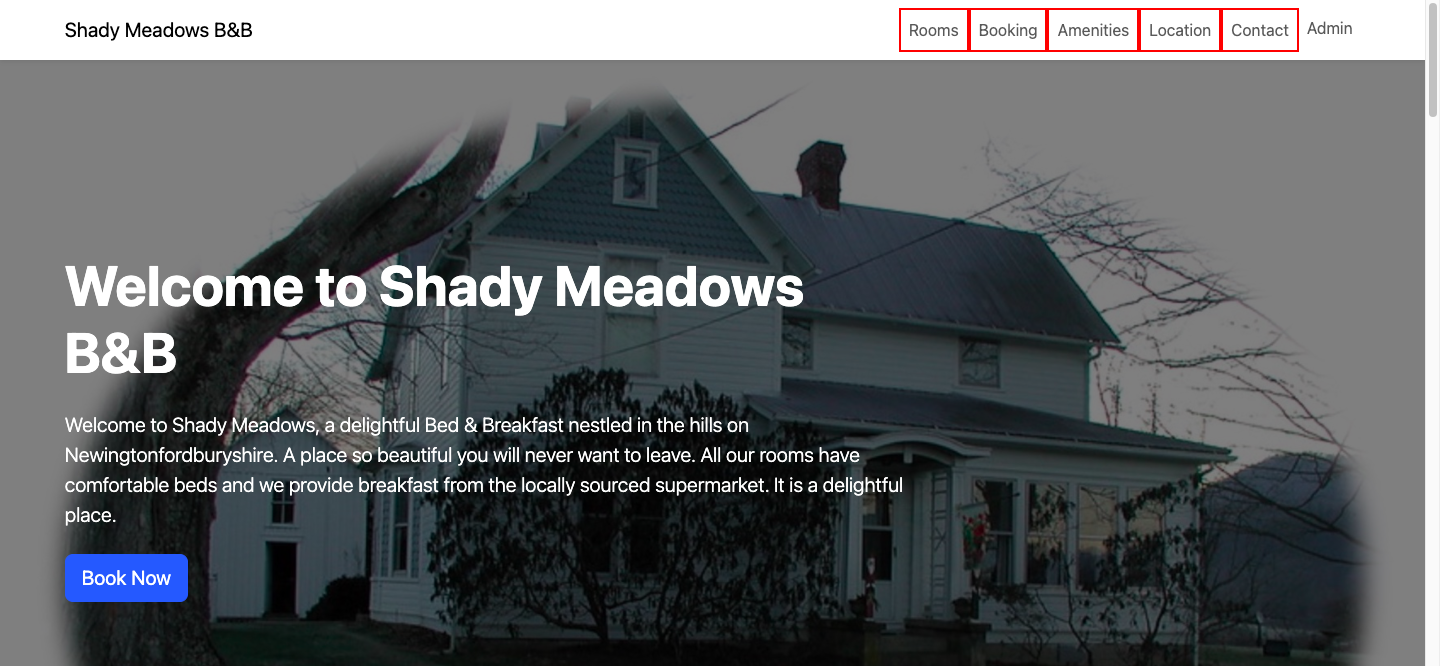 Shady Meadows B&B
Rooms Booking Amenities Location Contact Admin
Welcome to Shady Meadows
B&B
Welcome to Shady Meadows, a delightful Bed & Breakfast nestled in the hills on
Newingtonfordburyshire. A place so beautiful you will never want to leave. All our rooms have
comfortable beds and we provide breakfast from the locally sourced supermarket. It is a delightful
place.
Book Now